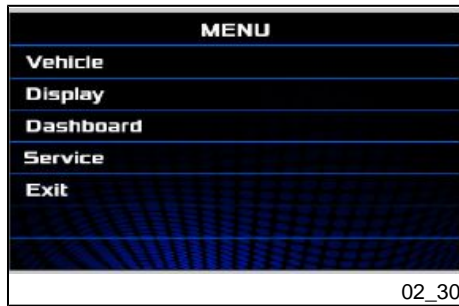 MENU
Vehicle
Display
Dashboard
Service
Exit
02_30